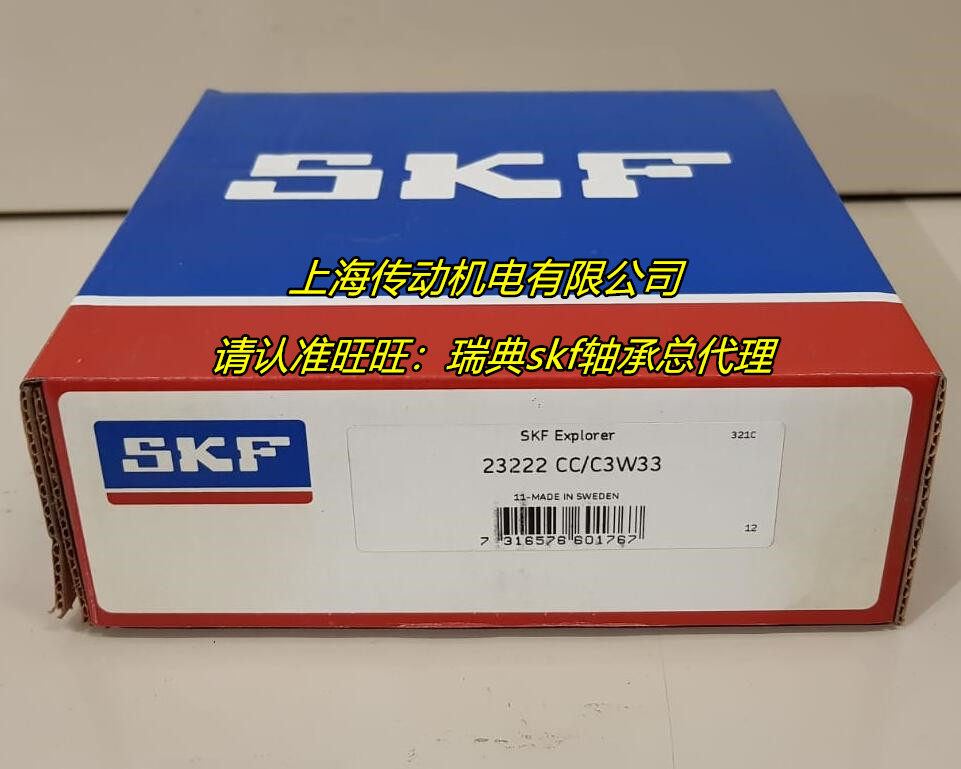 SKF
上海传动机电有限公司
请认准旺旺：瑞典skf轴承总代理
SKF
SKF Explorer
321C
23222 CC/C3W33
11-MADE IN SWEDEN
7 316576 601767
12